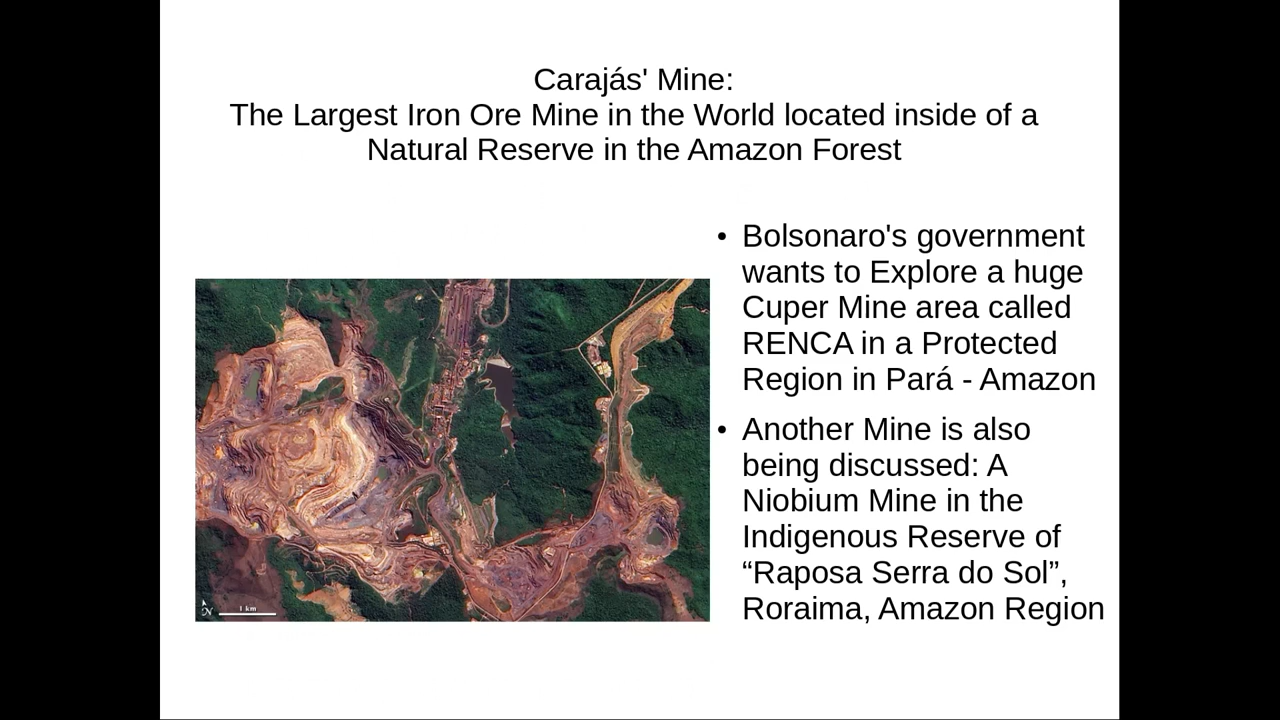 Carajás' Mine:
The Largest Iron Ore Mine in the World located inside of a
Natural Reserve in the Amazon Forest
• Bolsonaro's government
wants to Explore a huge
Cuper Mine area called
RENCA in a Protected
Region in Pará - Amazon
• Another Mine is also
being discussed: A
Niobium Mine in the
Indigenous Reserve of
“Raposa Serra do Sol”,
Roraima, Amazon Region
N
1 km